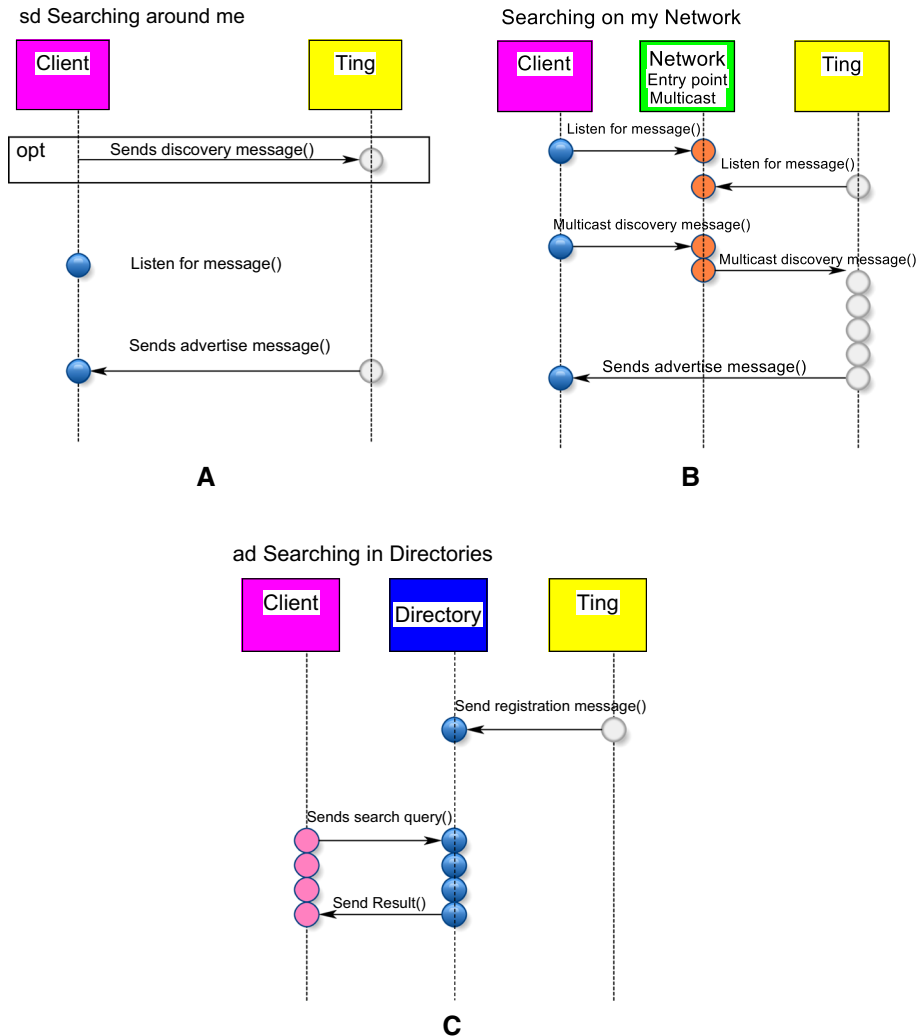 sd Searching around me
Client
Ting
opt
Sends discovery message()
Listen for message()
Sends advertise message()
A
Searching on my Network
Client
Network
Entry point
Multicast
Ting
Listen for message()
Listen for message()
Multicast discovery message()
Multicast discovery message()
Sends advertise message()
B
ad Searching in Directories
Client
Directory
Ting
Send registration message()
Sends search query()
Send Result()
C